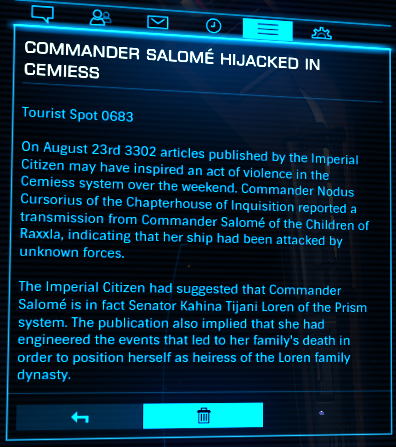 COMMANDER SALOMÉ HIJACKED IN
CEMIESS
Tourist Spot 0683
On August 23rd 3302 articles published by the Imperial
Citizen may have inspired an act of violence in the
Cemiess system over the weekend. Commander Nodus
Cursorius of the Chapterhouse of Inquisition reported a
transmission from Commander Salomé of the Children of
Raxxla, indicating that her ship had been attacked by
unknown forces.
The Imperial Citizen had suggested that Commander
Salomé is in fact Senator Kahina Tijani Loren of the Prism
system. The publication also implied that she had
engineered the events that led to her family's death in
order to position herself as heiress of the Loren family
dynasty.